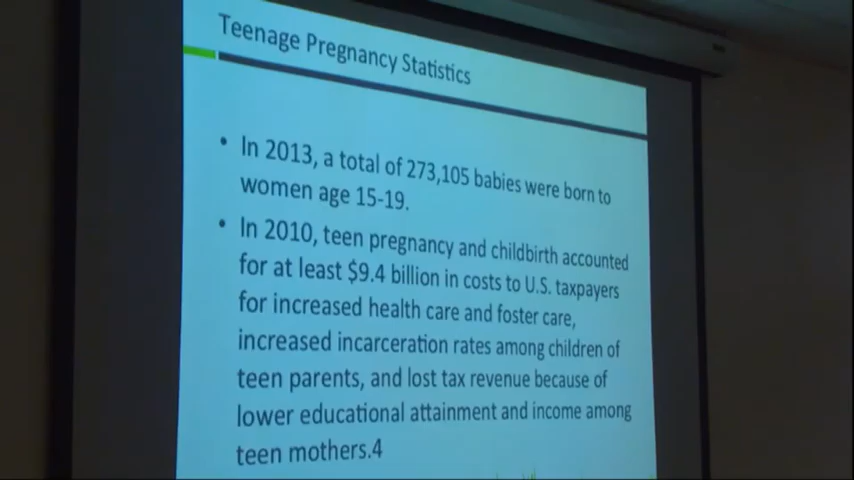 Teenage Pregnancy Statistics
• In 2013, a total of 273,105 babies were born to
women age 15-19.
• In 2010, teen pregnancy and childbirth accounted
for at least $9.4 billion in costs to U.S. taxpayers
for increased health care and foster care,
increased incarceration rates among children of
teen parents, and lost tax revenue because of
lower educational attainment and income among
teen mothers.4